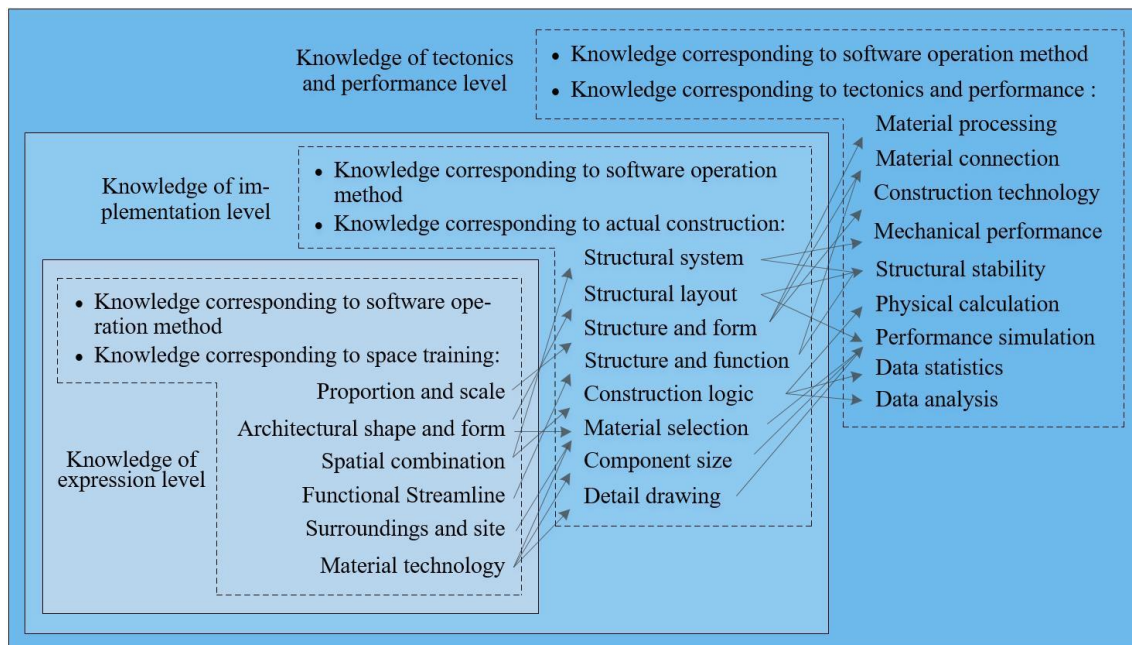 Knowledge of tectonics
and performance level
• Knowledge corresponding to software operation method
• Knowledge corresponding to tectonics and performance :
Material processing
Material connection
Construction technology
Mechanical performance
Structural stability
Physical calculation
Performance simulation
Data statistics
Data analysis
Knowledge of im-
plementation level
• Knowledge corresponding to software operation
method
• Knowledge corresponding to actual construction:
Structural system
Structural layout
Structure and form
Structure and function
Construction logic
Material selection
Component size
Detail drawing
Knowledge of
expression level
• Knowledge corresponding to software ope-
ration method
• Knowledge corresponding to space training:
Proportion and scale
Architectural shape and form
Spatial combination
Functional Streamline
Surroundings and site
Material technology